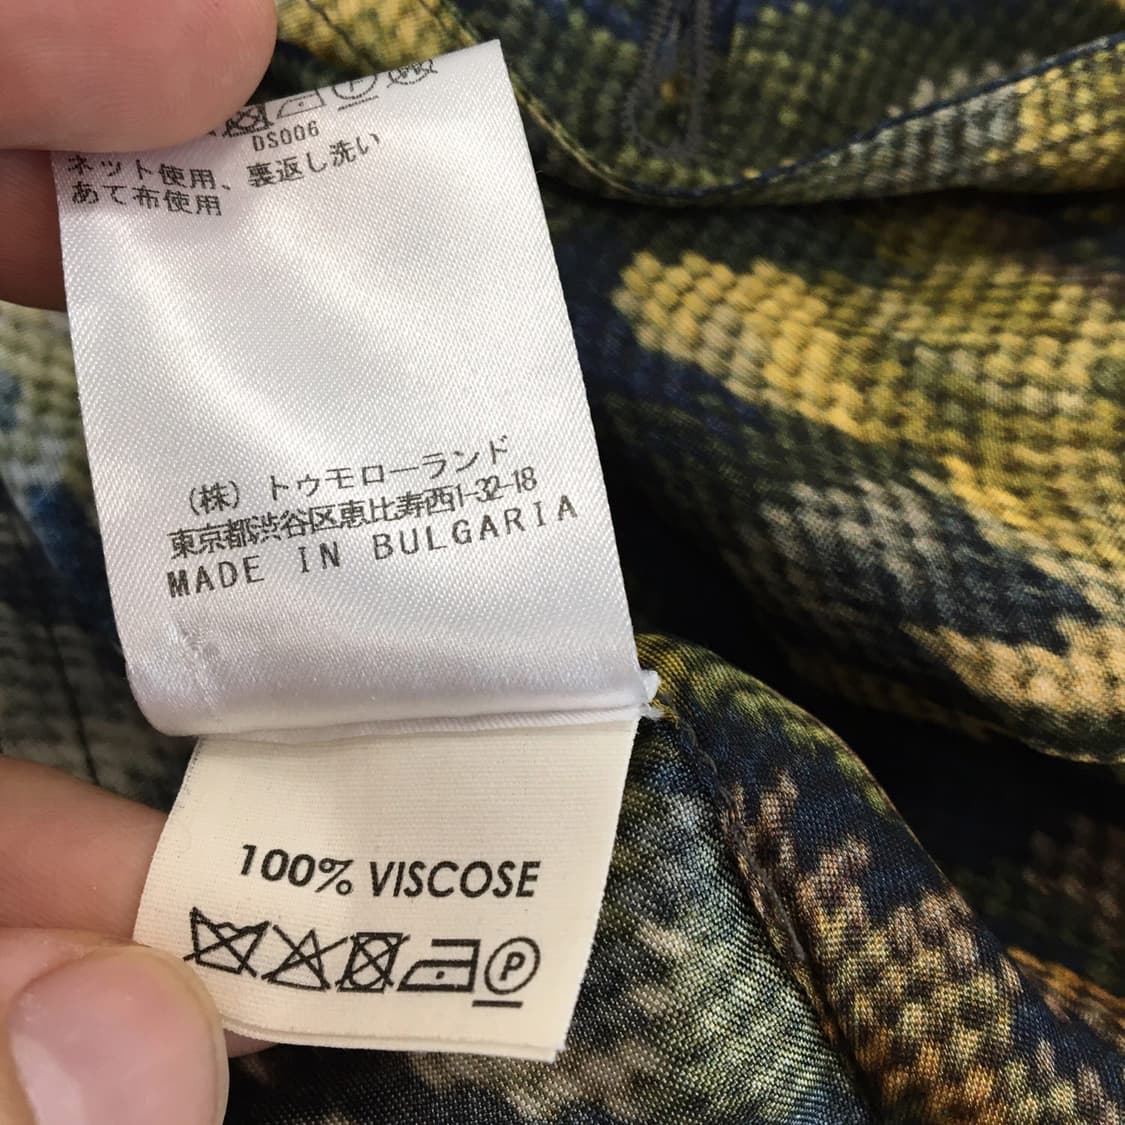 DS006
ネット使用、裏返し洗い
あて布使用
(株) トゥモローランド
東京都渋谷区恵比寿西1-32-18
MADE IN BULGARIA
100% VISCOSE
P